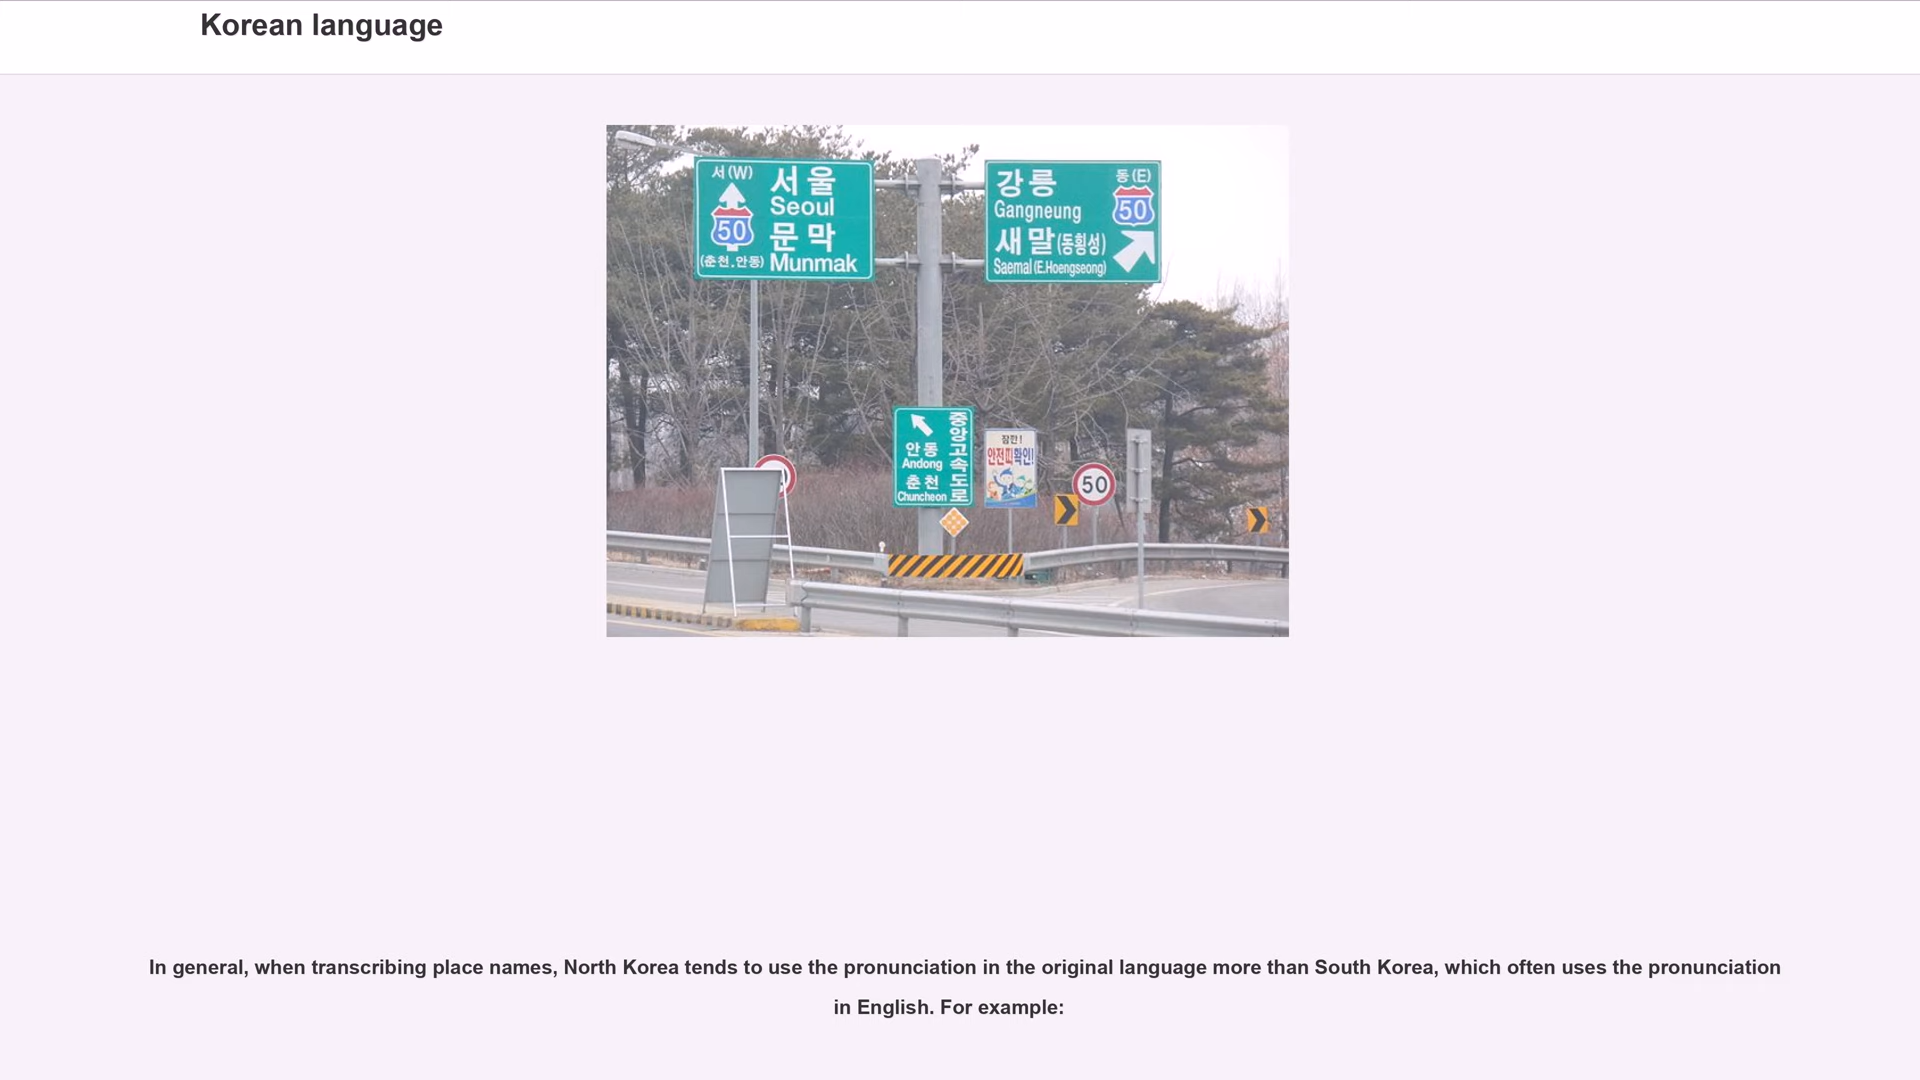 Korean language
서(W)
서울
Seoul
50
문막
(춘천.안동)
Munmak
강릉
동(E)
Gangneung
50
새말(동횡성)
Saemal(E.Hoengseong)
중앙고속도로
안동
Andong
춘천
Chuncheon
잠깐!
안전띠확인!
50
In general, when transcribing place names, North Korea tends to use the pronunciation in the original language more than South Korea, which often uses the pronunciation
in English. For example: